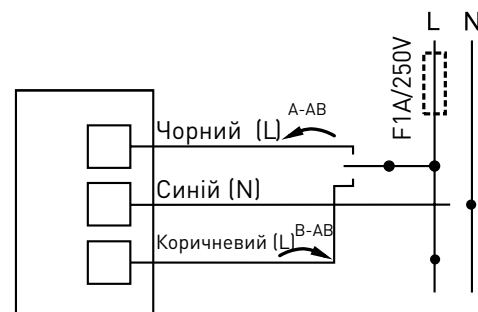 L N
F1A/250V
A-AB
Чорний (L)
Синій (N)
Коричневий (L) B-AB